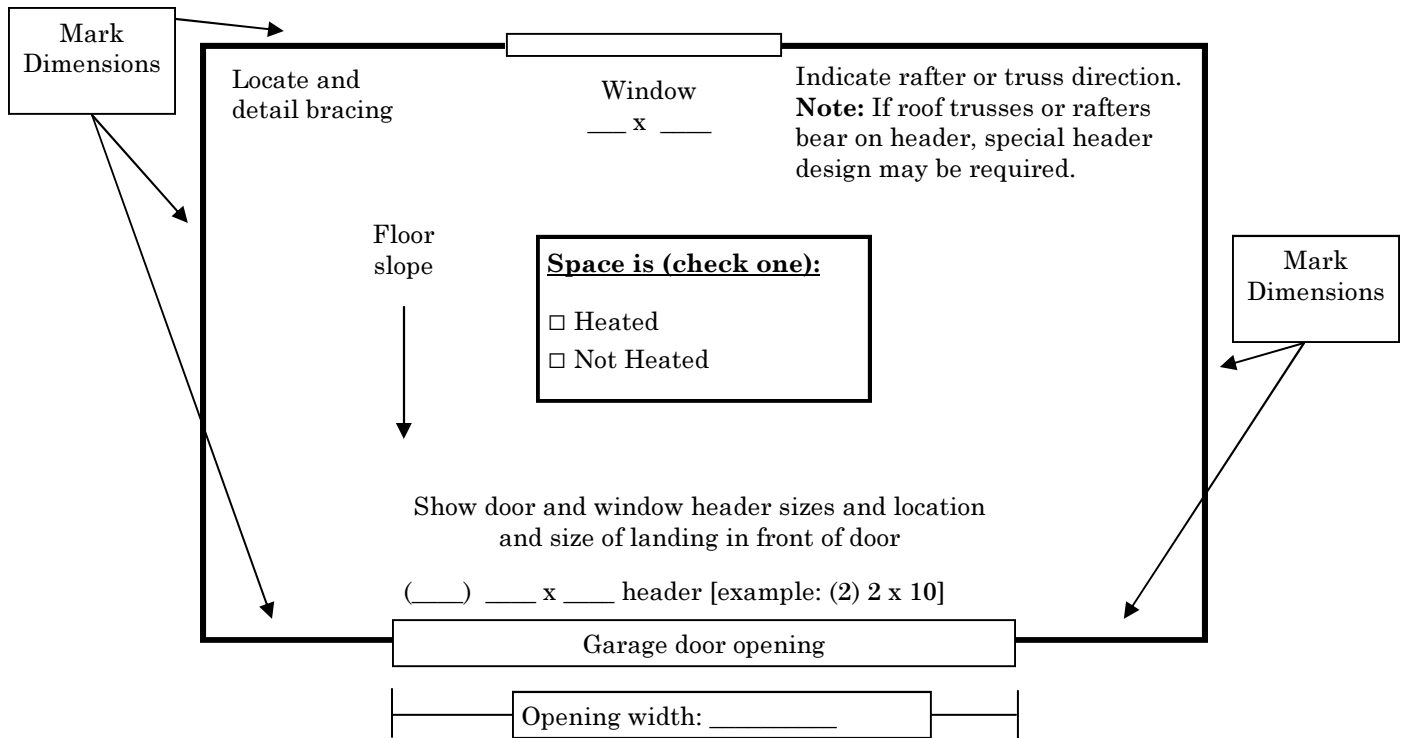 Mark
Dimensions
Locate and
detail bracing
Window
___ x ____
Indicate rafter or truss direction.
Note: If roof trusses or rafters
bear on header, special header
design may be required.
Floor
slope
Space is (check one):
□ Heated
□ Not Heated
Mark
Dimensions
Show door and window header sizes and location
and size of landing in front of door
(____) ____ x ____ header [example: (2) 2 x 10]
Garage door opening
Opening width: __________